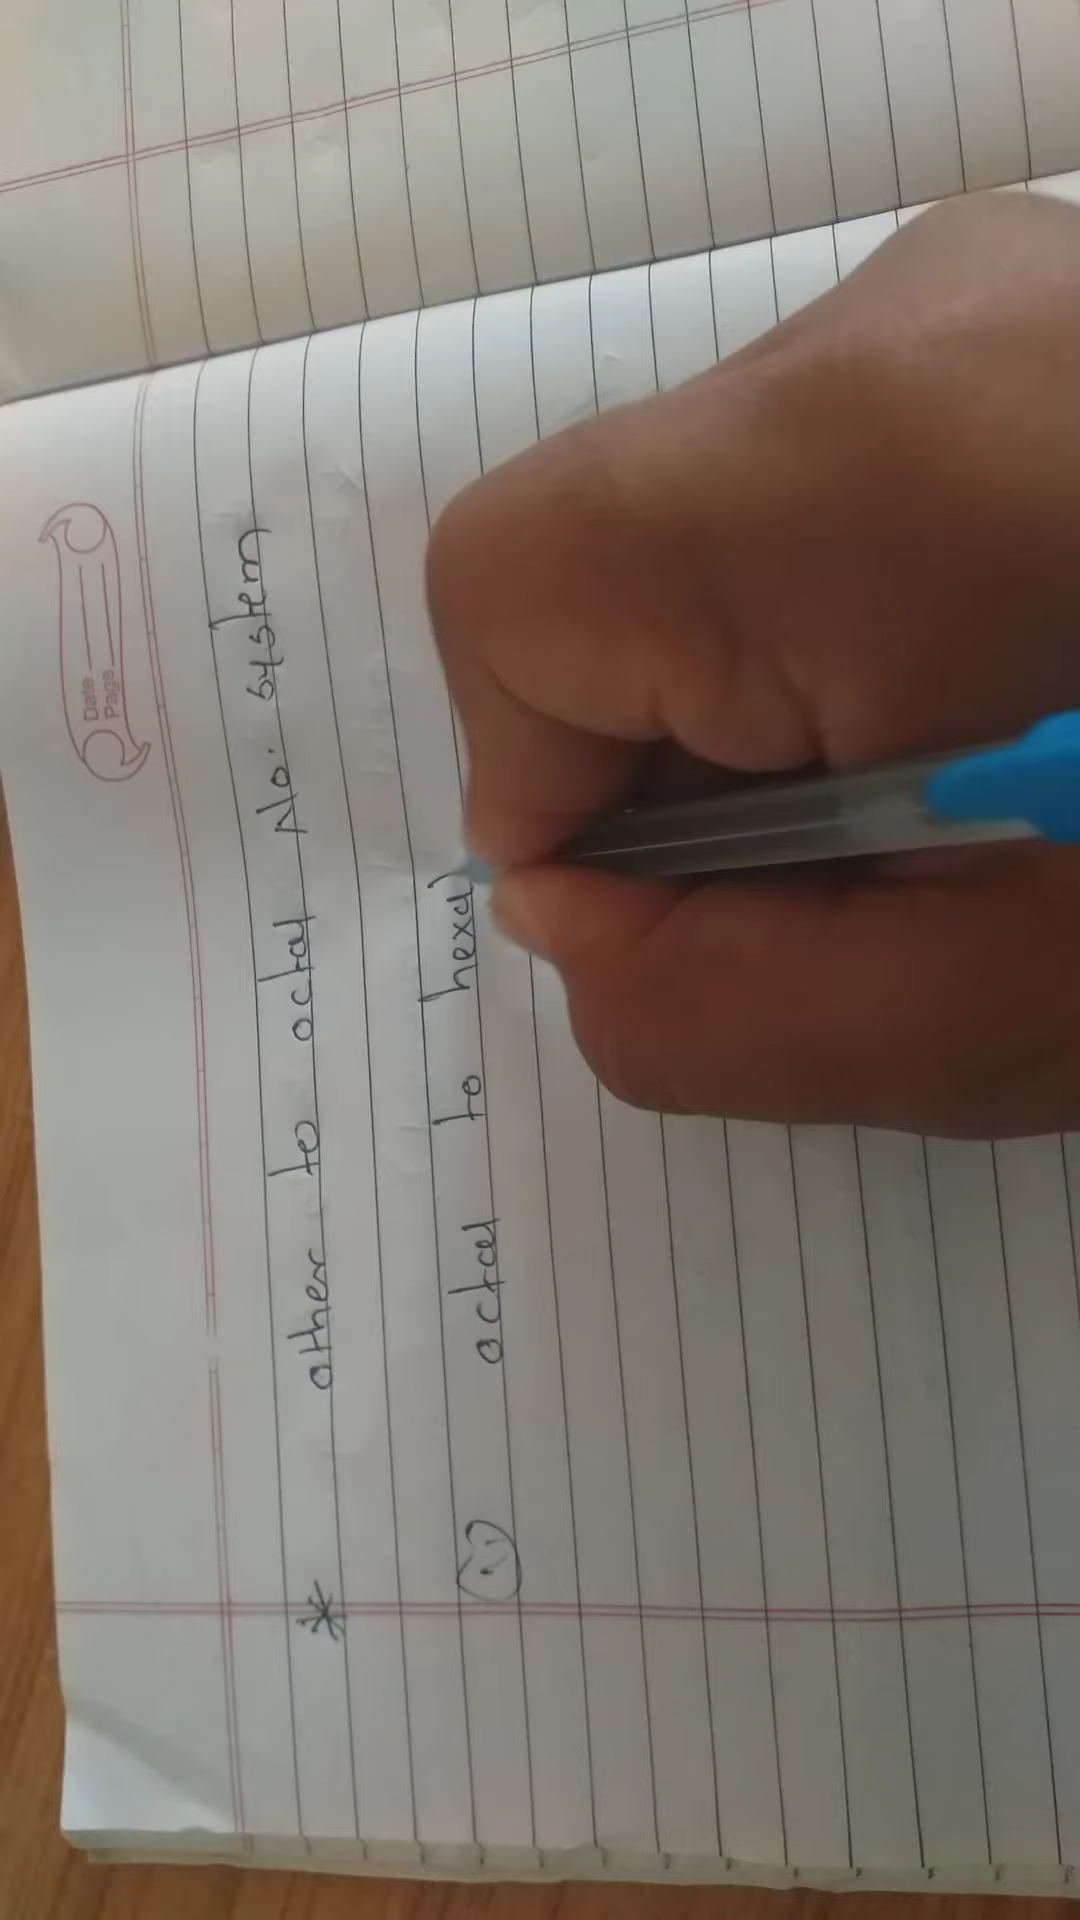 Date
Page
* other to octal No. system
(i) octal to hexa